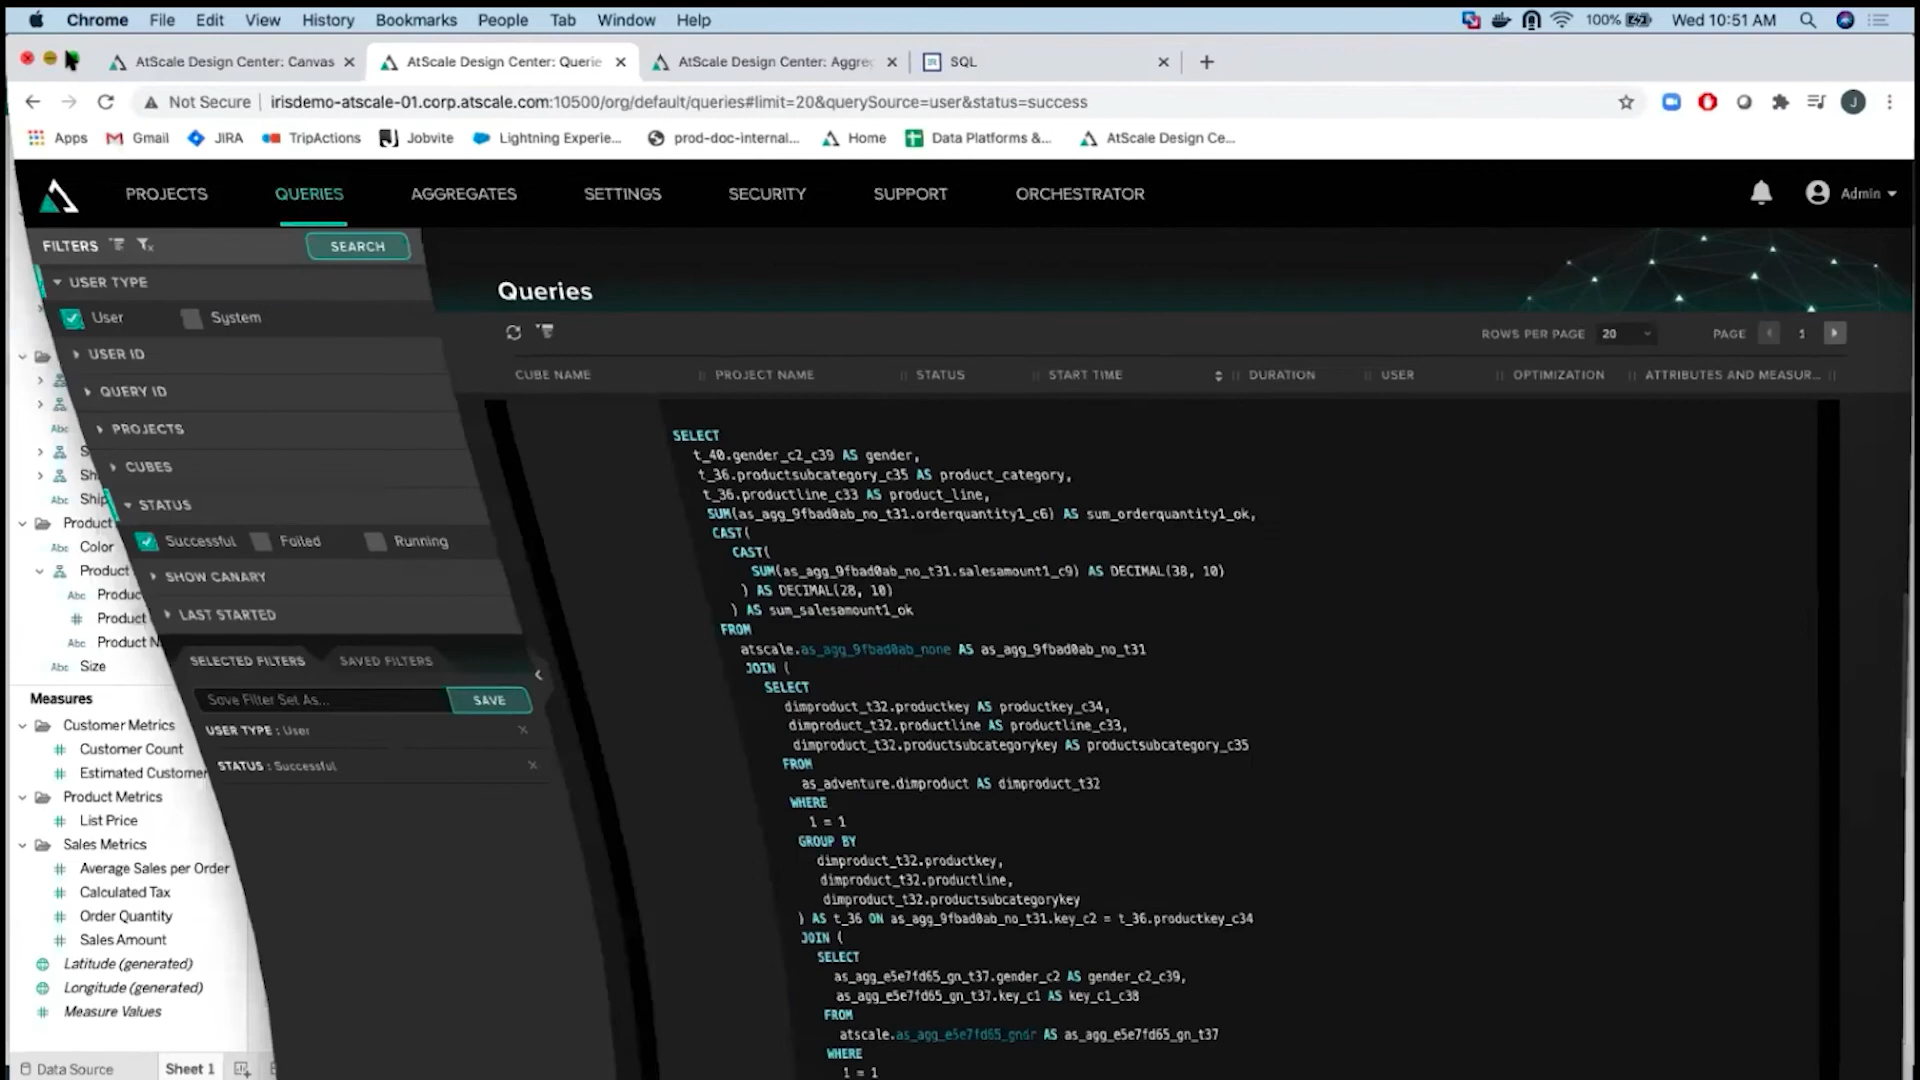 Chrome File Edit View History Bookmarks People Tab Window Help 100% Wed 10:51 AM
AtScale Design Center: Canvas AtScale Design Center: Querie AtScale Design Center: Aggre SQL
Not Secure irisdemo-atscale-01.corp.atscale.com:10500/org/default/queries#limit=20&querySource=user&status=success J
Apps Gmail JIRA TripActions Jobvite Lightning Experie... prod-doc-internal... Home Data Platforms &... AtScale Design Ce...
PROJECTS QUERIES AGGREGATES SETTINGS SECURITY SUPPORT ORCHESTRATOR Admin
FILTERS SEARCH
USER TYPE
User System
USER ID
QUERY ID
PROJECTS
CUBES
STATUS
Successful Failed Running
SHOW CANARY
LAST STARTED
SELECTED FILTERS SAVED FILTERS
Save Filter Set As... SAVE
USER TYPE : User
STATUS : Successful
Queries
ROWS PER PAGE 20 PAGE 1
CUBE NAME PROJECT NAME STATUS START TIME DURATION USER OPTIMIZATION ATTRIBUTES AND MEASUR...
SELECT
t_40.gender_c2_c39 AS gender,
t_36.productsubcategory_c35 AS product_category,
t_36.productline_c33 AS product_line,
SUM(as_agg_9fbad0ab_no_t31.orderquantity1_c6) AS sum_orderquantity1_ok,
CAST(
CAST(
SUM(as_agg_9fbad0ab_no_t31.salesamount1_c9) AS DECIMAL(38, 10)
) AS DECIMAL(28, 10)
) AS sum_salesamount1_ok
FROM
atscale.as_agg_9fbad0ab_none AS as_agg_9fbad0ab_no_t31
JOIN (
SELECT
dimproduct_t32.productkey AS productkey_c34,
dimproduct_t32.productline AS productline_c33,
dimproduct_t32.productsubcategorykey AS productsubcategory_c35
FROM
as_adventure.dimproduct AS dimproduct_t32
WHERE
1 = 1
GROUP BY
dimproduct_t32.productkey,
dimproduct_t32.productline,
dimproduct_t32.productsubcategorykey
) AS t_36 ON as_agg_9fbad0ab_no_t31.key_c2 = t_36.productkey_c34
JOIN (
SELECT
as_agg_e5e7fd65_gn_t37.gender_c2 AS gender_c2_c39,
as_agg_e5e7fd65_gn_t37.key_c1 AS key_c1_c38
FROM
atscale.as_agg_e5e7fd65_gndr AS as_agg_e5e7fd65_gn_t37
WHERE
1 = 1
Abc
Abc Ship
Product
Abc Color
Product
Abc Produc
Product
Abc Product N
Abc Size
Measures
Customer Metrics
Customer Count
Estimated Customer
Product Metrics
List Price
Sales Metrics
Average Sales per Order
Calculated Tax
Order Quantity
Sales Amount
Latitude (generated)
Longitude (generated)
Measure Values
Data Source Sheet 1